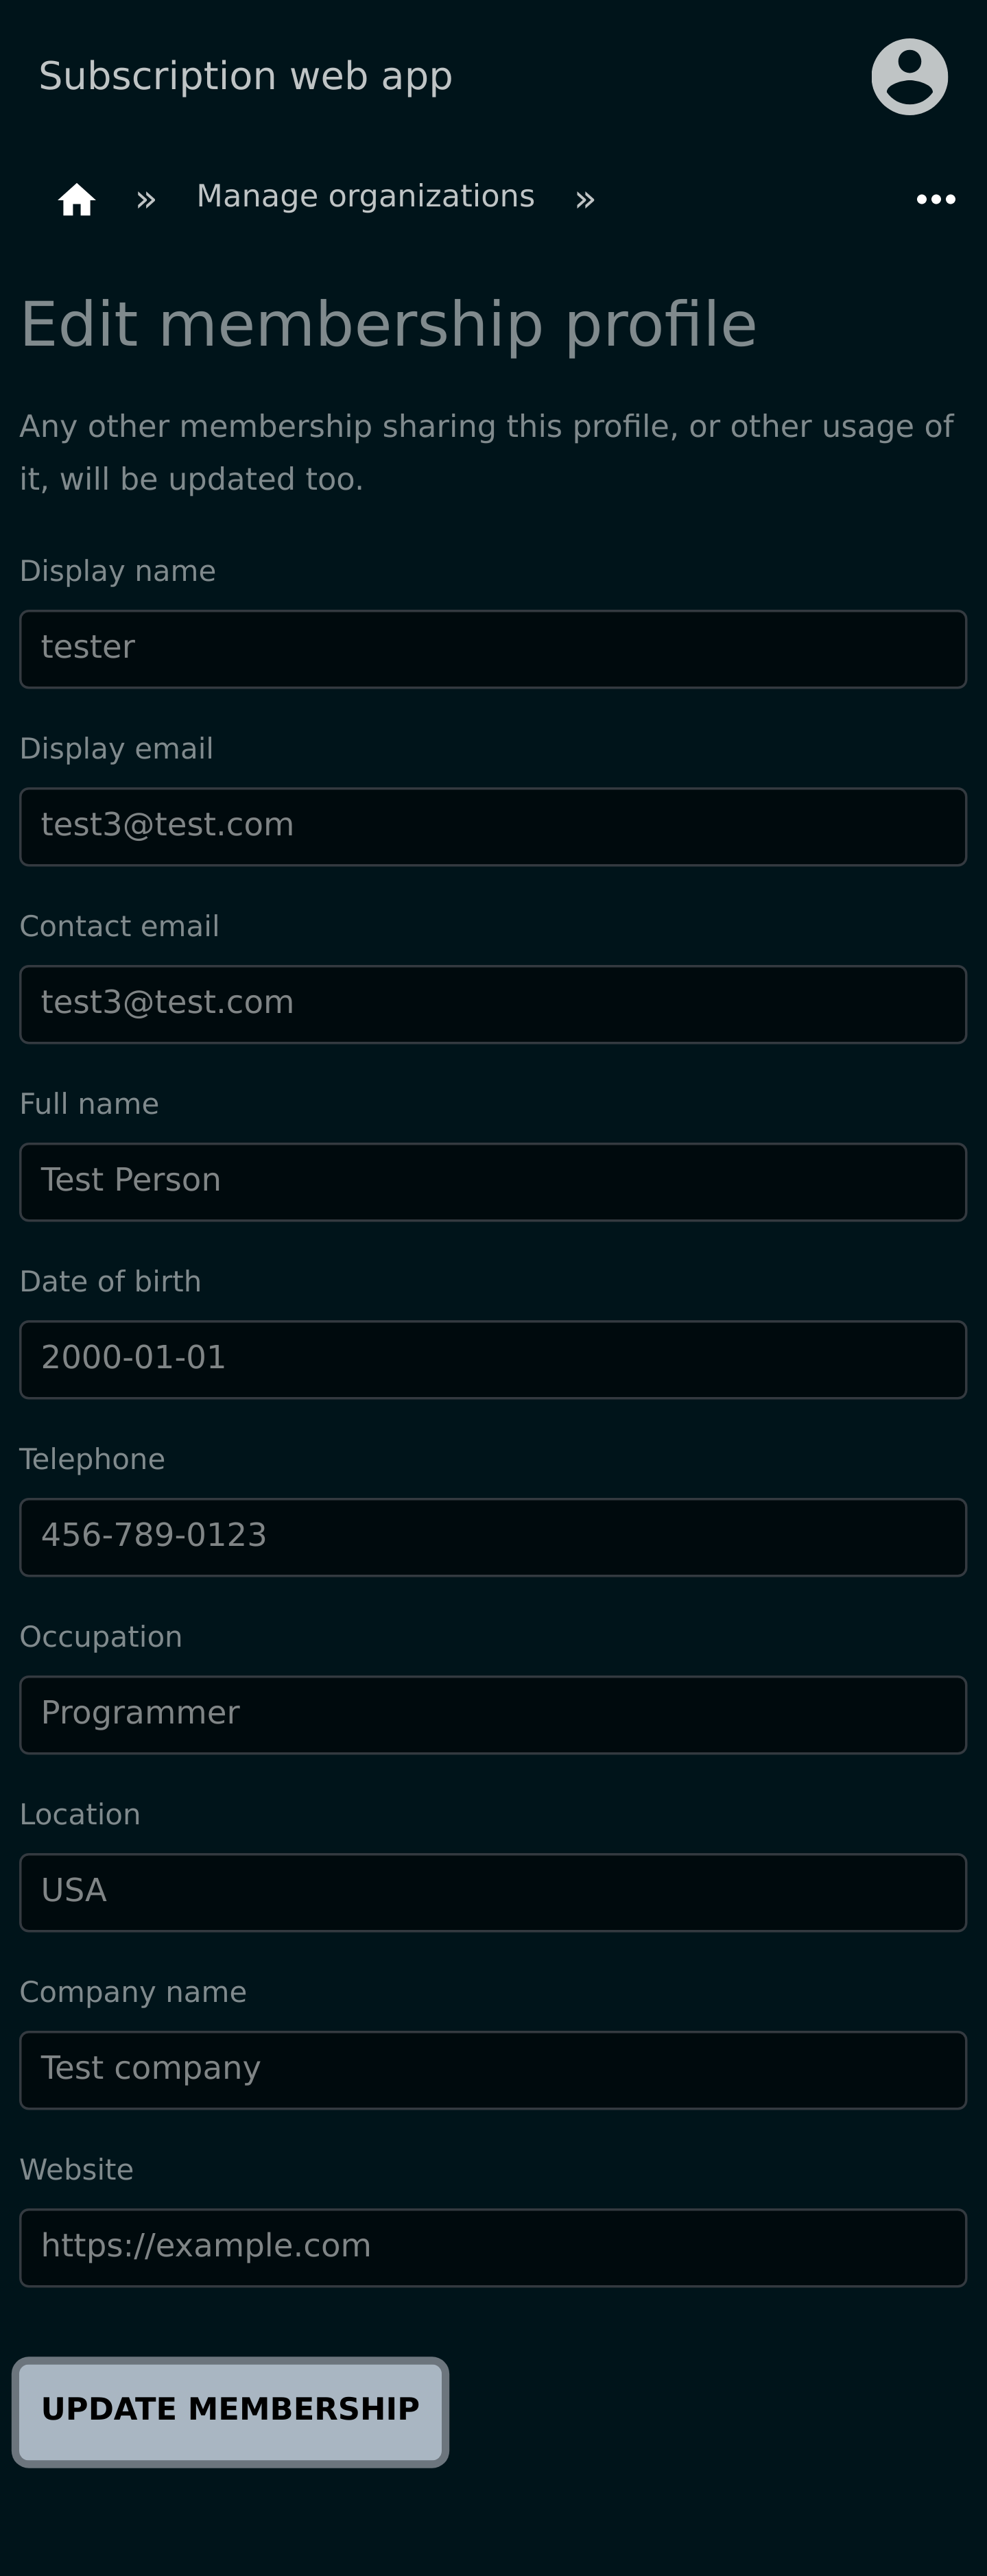 Subscription web app
» Manage organizations »
Edit membership profile
Any other membership sharing this profile, or other usage of
it, will be updated too.
Display name
tester
Display email
test3@test.com
Contact email
test3@test.com
Full name
Test Person
Date of birth
2000-01-01
Telephone
456-789-0123
Occupation
Programmer
Location
USA
Company name
Test company
Website
https://example.com
UPDATE MEMBERSHIP